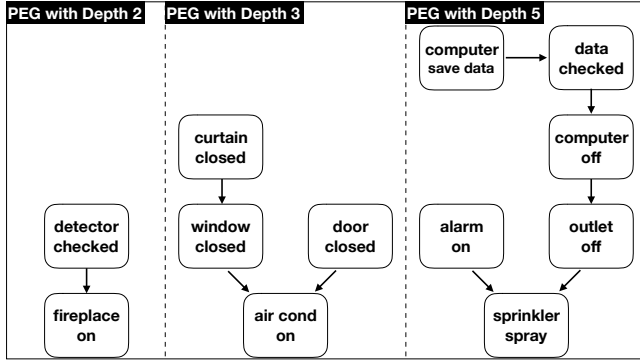 PEG with Depth 2
detector
checked
fireplace
on
PEG with Depth 3
curtain
closed
window
closed
door
closed
air cond
on
PEG with Depth 5
computer
save data
data
checked
computer
off
alarm
on
outlet
off
sprinkler
spray